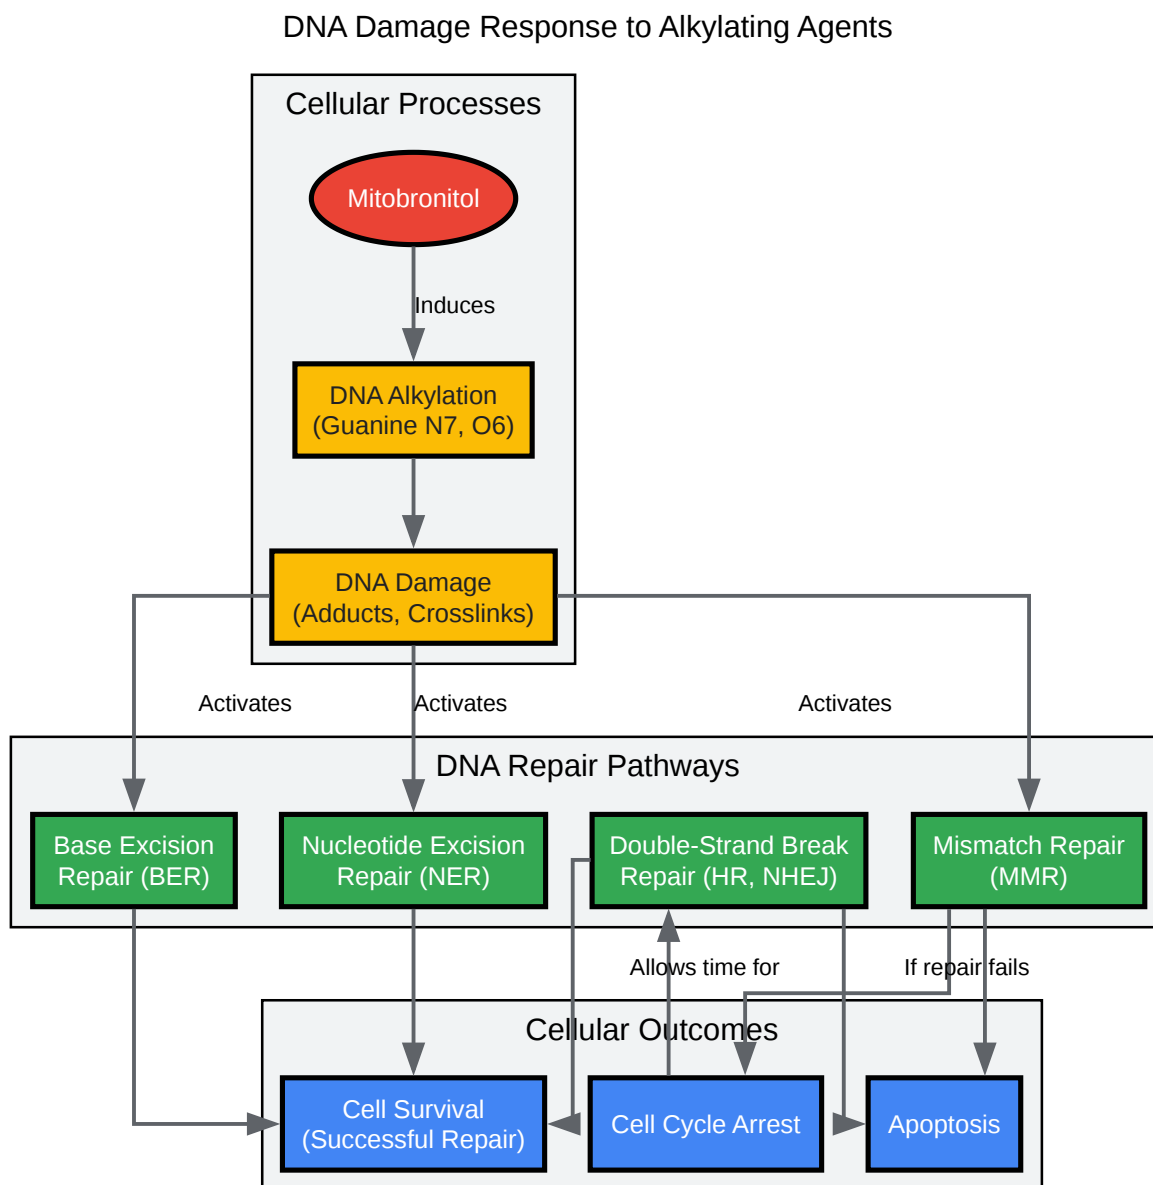 DNA Damage Response to Alkylating Agents
Cellular Processes
Mitobronitol
Induces
DNA Alkylation
(Guanine N7, O6)
DNA Damage
(Adducts, Crosslinks)
Activates
Activates
Activates
DNA Repair Pathways
Base Excision
Repair (BER)
Nucleotide Excision
Repair (NER)
Double-Strand Break
Repair (HR, NHEJ)
Mismatch Repair
(MMR)
Allows time for
If repair fails
Cellular Outcomes
Cell Survival
(Successful Repair)
Cell Cycle Arrest
Apoptosis